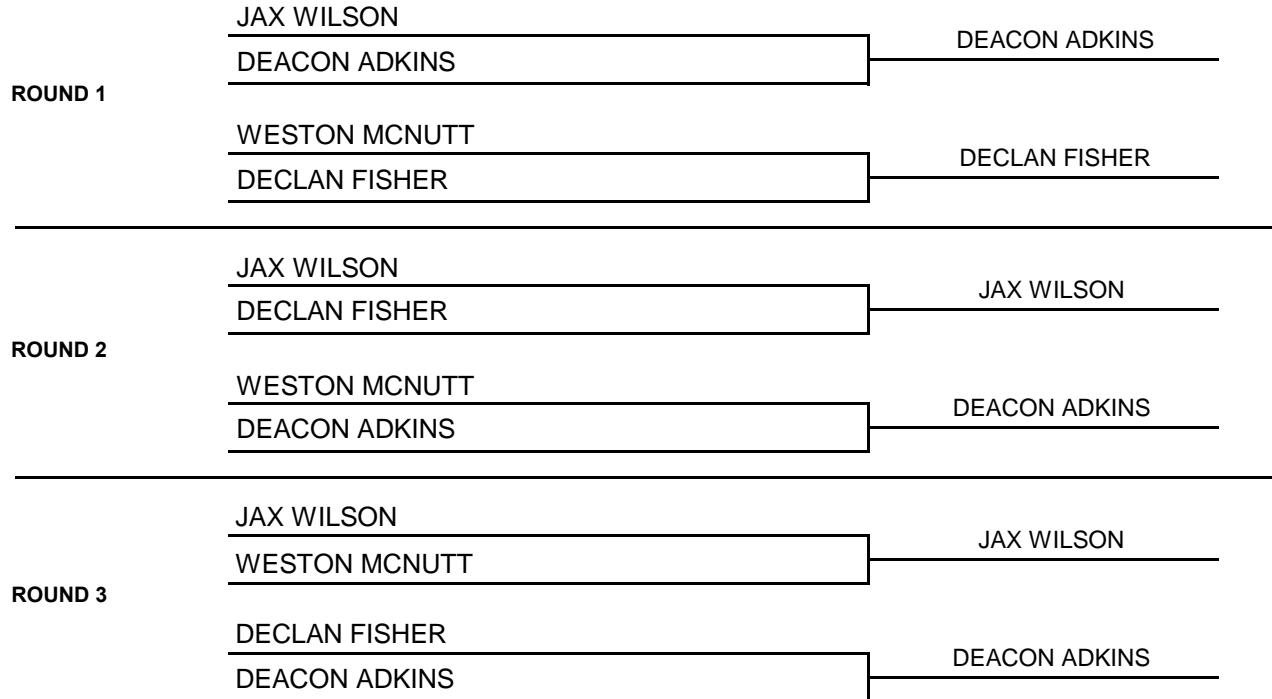 JAX WILSON
DEACON ADKINS
DEACON ADKINS
ROUND 1
WESTON MCNUTT
DECLAN FISHER
DECLAN FISHER
JAX WILSON
JAX WILSON
DECLAN FISHER
ROUND 2
WESTON MCNUTT
DEACON ADKINS
DEACON ADKINS
JAX WILSON
JAX WILSON
WESTON MCNUTT
ROUND 3
DECLAN FISHER
DEACON ADKINS
DEACON ADKINS